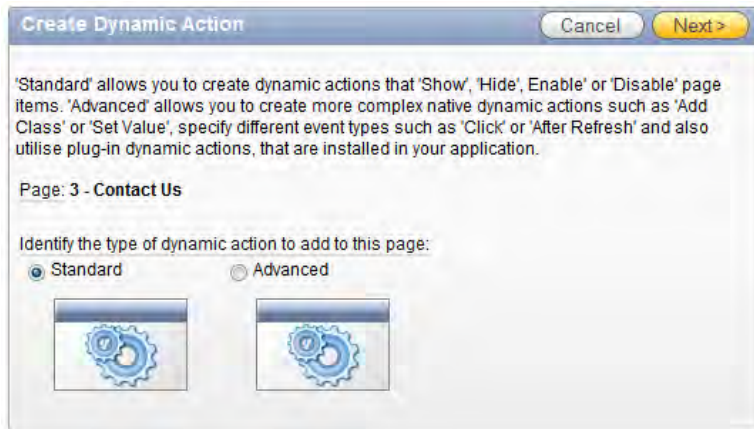 Create Dynamic Action
Cancel
Next >
'Standard' allows you to create dynamic actions that 'Show', 'Hide', Enable' or 'Disable' page
items. 'Advanced' allows you to create more complex native dynamic actions such as 'Add
Class' or 'Set Value', specify different event types such as 'Click' or 'After Refresh' and also
utilise plug-in dynamic actions, that are installed in your application.
Page: 3 - Contact Us
Identify the type of dynamic action to add to this page:
Standard
Advanced